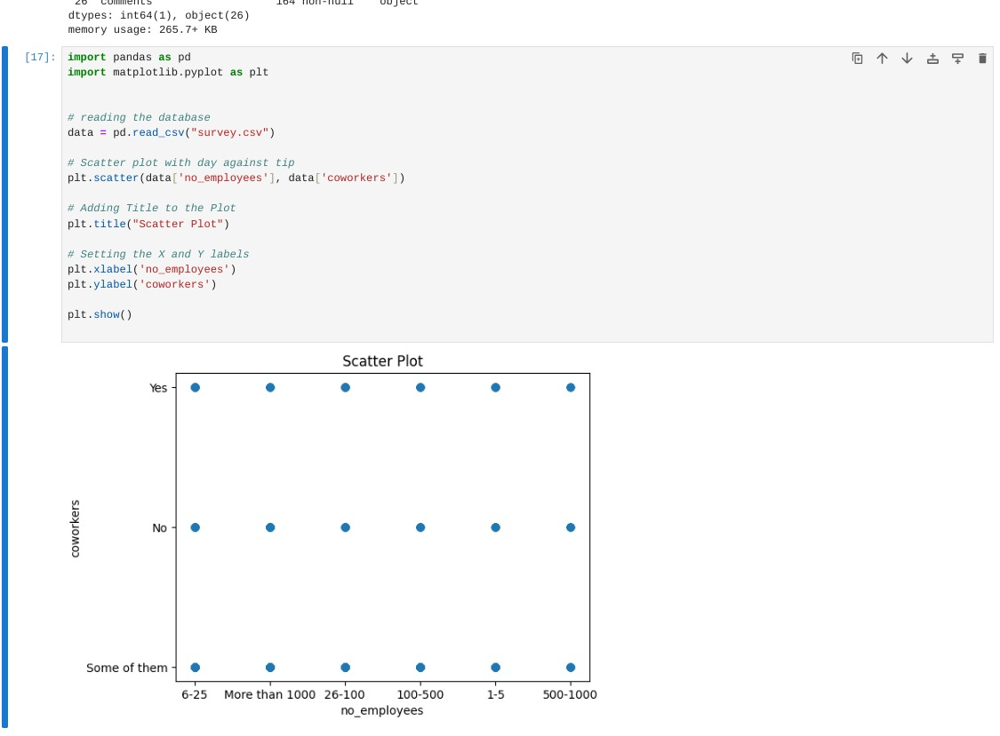 26  comments                   164 non-null    object
dtypes: int64(1), object(26)
memory usage: 265.7+ KB
[17]:
import pandas as pd
import matplotlib.pyplot as plt
# reading the database
data = pd.read_csv("survey.csv")
# Scatter plot with day against tip
plt.scatter(data['no_employees'], data['coworkers'])
# Adding Title to the Plot
plt.title("Scatter Plot")
# Setting the X and Y labels
plt.xlabel('no_employees')
plt.ylabel('coworkers')
plt.show()
Scatter Plot
Yes
No
Some of them
coworkers
6-25 More than 1000 26-100 100-500 1-5 500-1000
no_employees